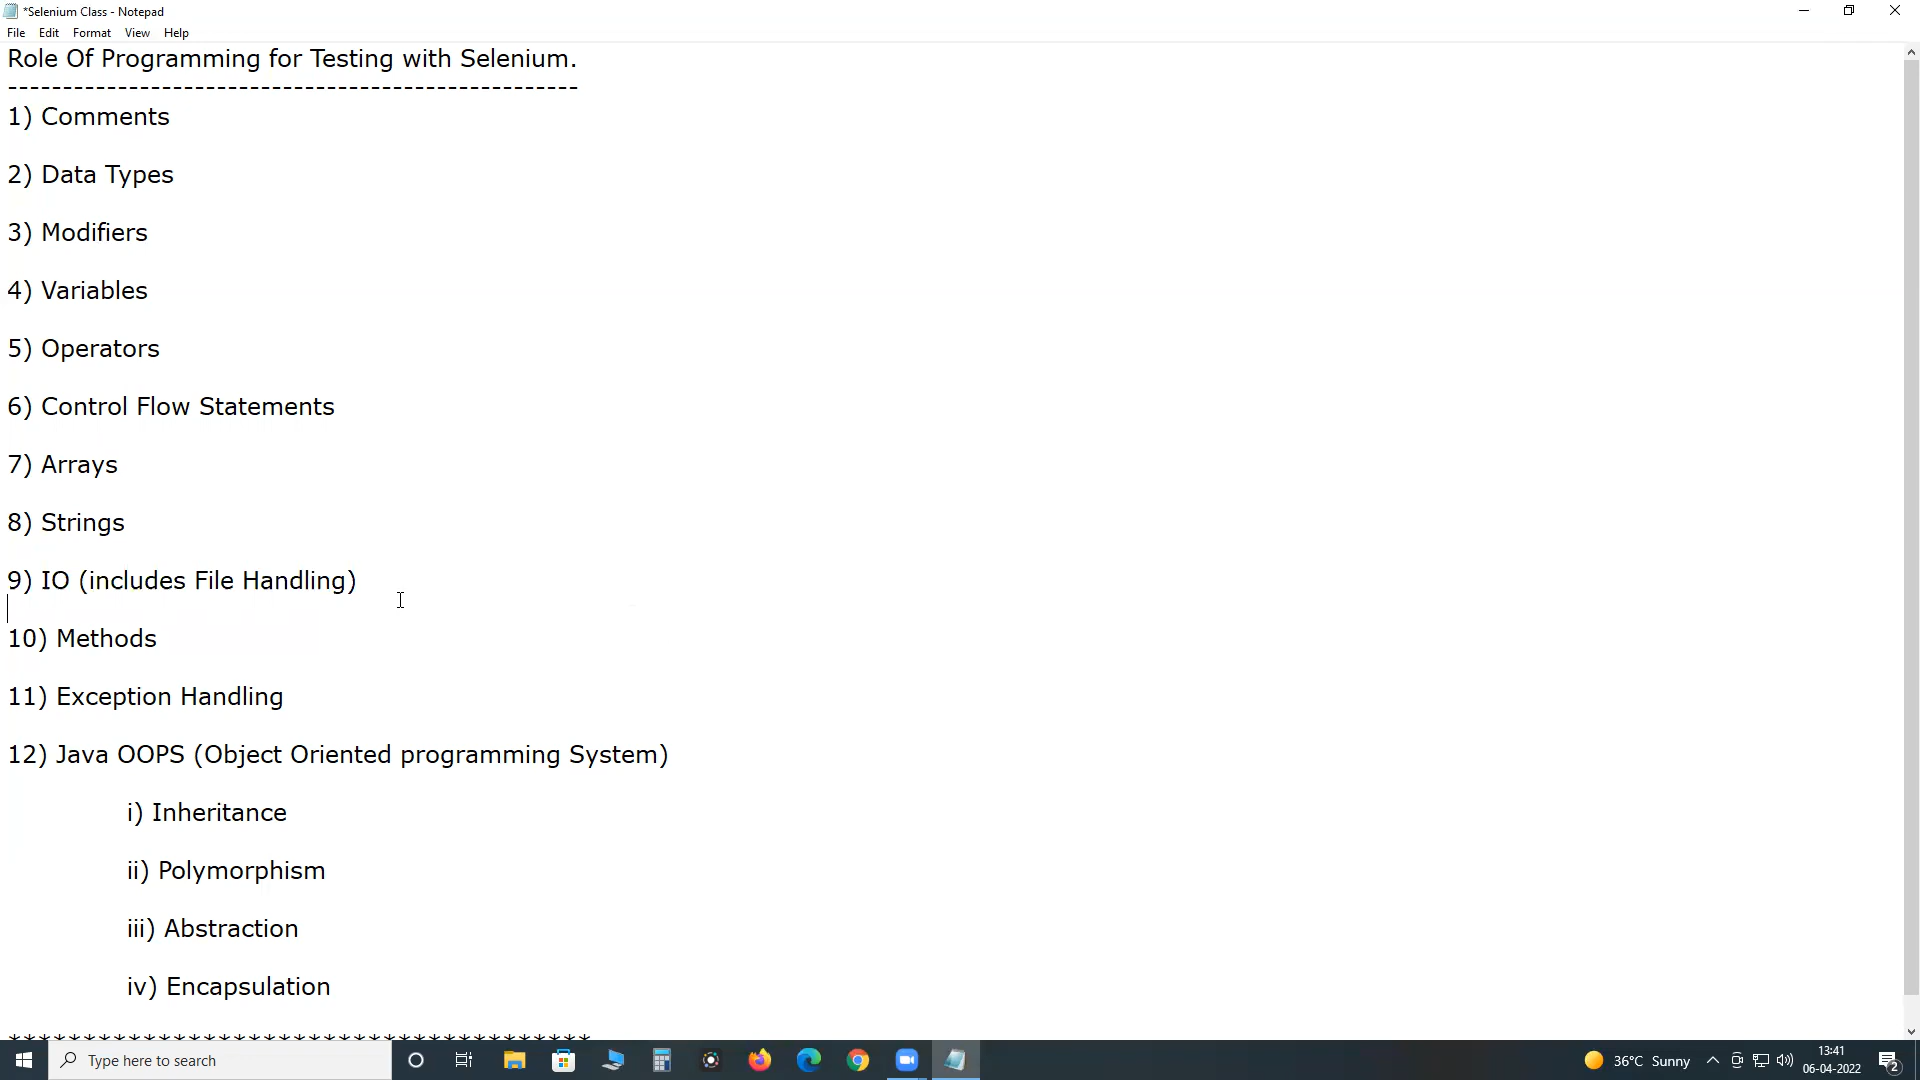 *Selenium Class - Notepad
File Edit Format View Help
Role Of Programming for Testing with Selenium.
----------------------------------------------------
1) Comments
2) Data Types
3) Modifiers
4) Variables
5) Operators
6) Control Flow Statements
7) Arrays
8) Strings
9) IO (includes File Handling)
10) Methods
11) Exception Handling
12) Java OOPS (Object Oriented programming System)
i) Inheritance
ii) Polymorphism
iii) Abstraction
iv) Encapsulation
***************************************
Type here to search
36°C Sunny
13:41
06-04-2022
2